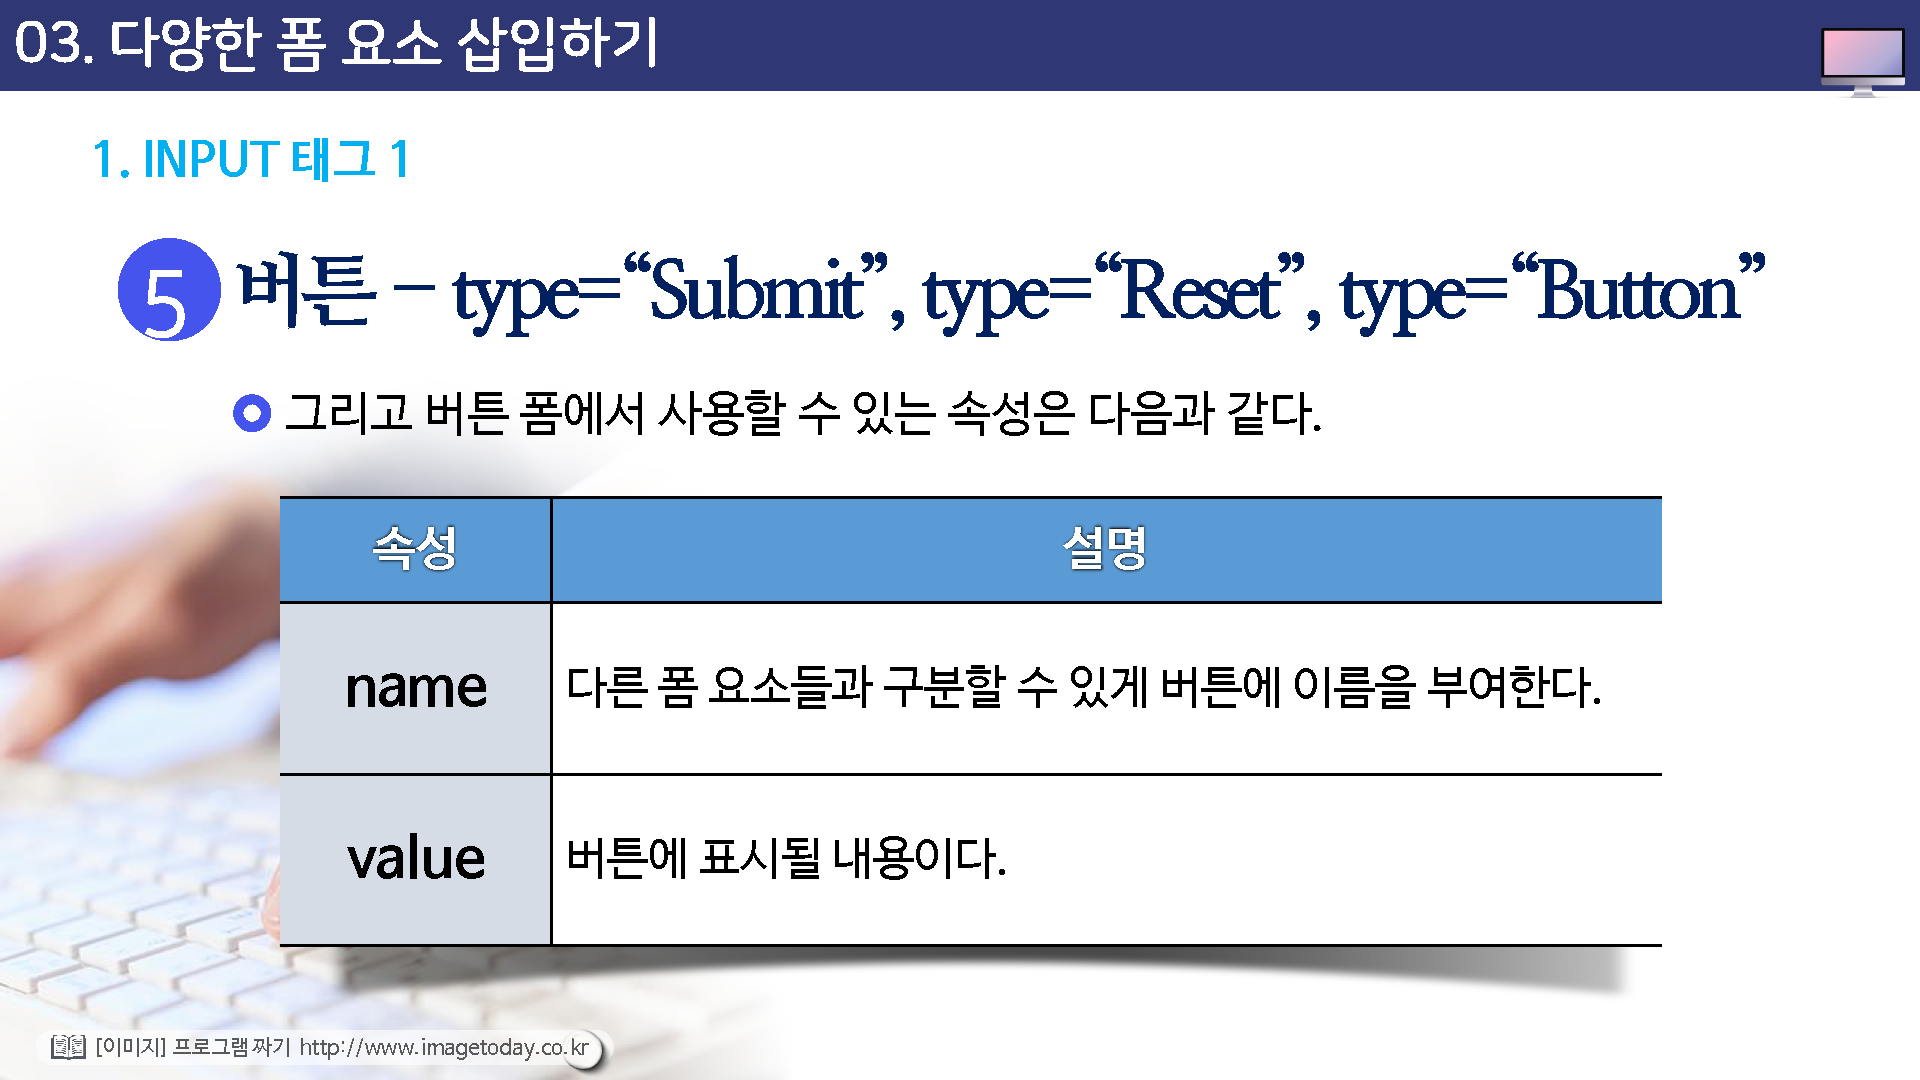 03. 다양한 폼 요소 삽입하기
1. INPUT 태그 1
5 버튼 – type=“Submit”, type=“Reset”, type=“Button”
그리고 버튼 폼에서 사용할 수 있는 속성은 다음과 같다.
속성 설명
name 다른 폼 요소들과 구분할 수 있게 버튼에 이름을 부여한다.
value 버튼에 표시될 내용이다.
[이미지] 프로그램 짜기 http://www.imagetoday.co.kr